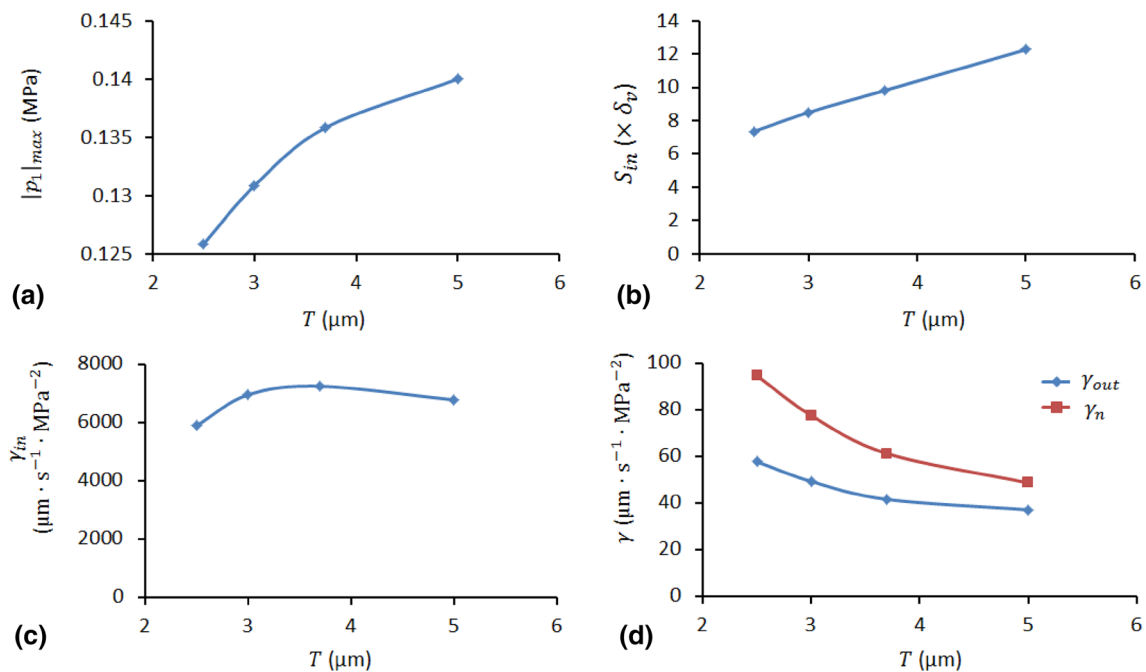 0.145
0.14
0.135
0.13
0.125
|p₁|ₘₐₓ (MPa)
2 3 4 5 6
(a)
T (µm)
14
12
10
8
6
4
2
0
Sᵢₙ (× δᵥ)
2 3 4 5 6
(b)
T (µm)
8000
6000
4000
2000
0
γᵢₙ
(µm · s⁻¹ · MPa⁻²)
2 3 4 5 6
(c)
T (µm)
100
80
60
40
20
0
γ (µm · s⁻¹ · MPa⁻²)
γₒᵤₜ
γₙ
2 3 4 5 6
(d)
T (µm)